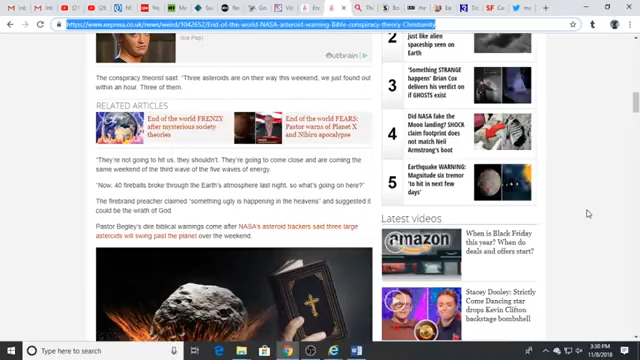 https://www.express.co.uk/news/weird/1042652/End-of-the-world-NASA-asteroid-warning-Bible-conspiracy-theory-Christianity
outbrain
The conspiracy theorist said: "Three asteroids are on their way this weekend, we just found out
within an hour. Three of them.
RELATED ARTICLES
End of the world FRENZY
after mysterious society
theories
End of the world FEARS:
Pastor warns of Planet X
and Nibiru apocalypse
"They're not going to hit us, they shouldn't. They're going to come close and are coming the
same weekend of the third wave of the five waves of energy.
"Now, 40 fireballs broke through the Earth's atmosphere last night, so what's going on here?"
The firebrand preacher claimed "something ugly is happening in the heavens" and suggested it
could be the wrath of God.
Pastor Begley's dire biblical warnings come after NASA's asteroid trackers said three large
asteroids will swing past the planet over the weekend.
2
just like alien
spaceship seen on
Earth
3
'Something STRANGE
happens' Brian Cox
delivers his verdict on
if GHOSTS exist
4
Did NASA fake the
Moon landing? SHOCK
claim footprint does
not match Neil
Armstrong's boot
5
Earthquake WARNING:
Magnitude six tremor
'to hit in next few
days'
Latest videos
amazon
When is Black Friday
this year? When do
deals and offers start?
Stacey Dooley: Strictly
Come Dancing star
drops Kevin Clifton
backstage bombshell
Type here to search
3:30 PM
11/8/2018